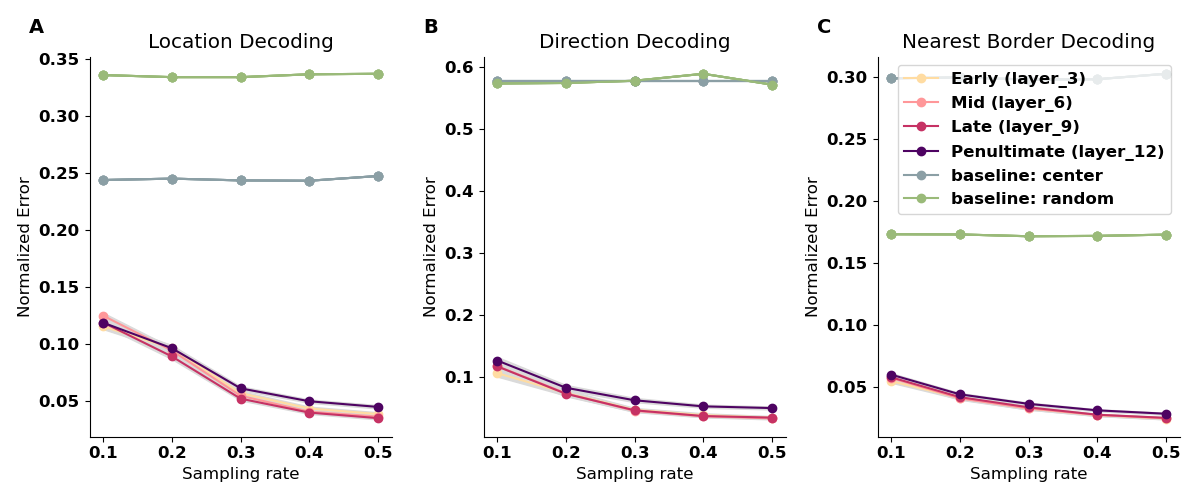 A
Location Decoding
Normalized Error
0.35
0.30
0.25
0.20
0.15
0.10
0.05
0.1 0.2 0.3 0.4 0.5
Sampling rate
B
Direction Decoding
Normalized Error
0.6
0.5
0.4
0.3
0.2
0.1
0.1 0.2 0.3 0.4 0.5
Sampling rate
C
Nearest Border Decoding
Normalized Error
0.30
0.25
0.20
0.15
0.10
0.05
Early (layer_3)
Mid (layer_6)
Late (layer_9)
Penultimate (layer_12)
baseline: center
baseline: random
0.1 0.2 0.3 0.4 0.5
Sampling rate